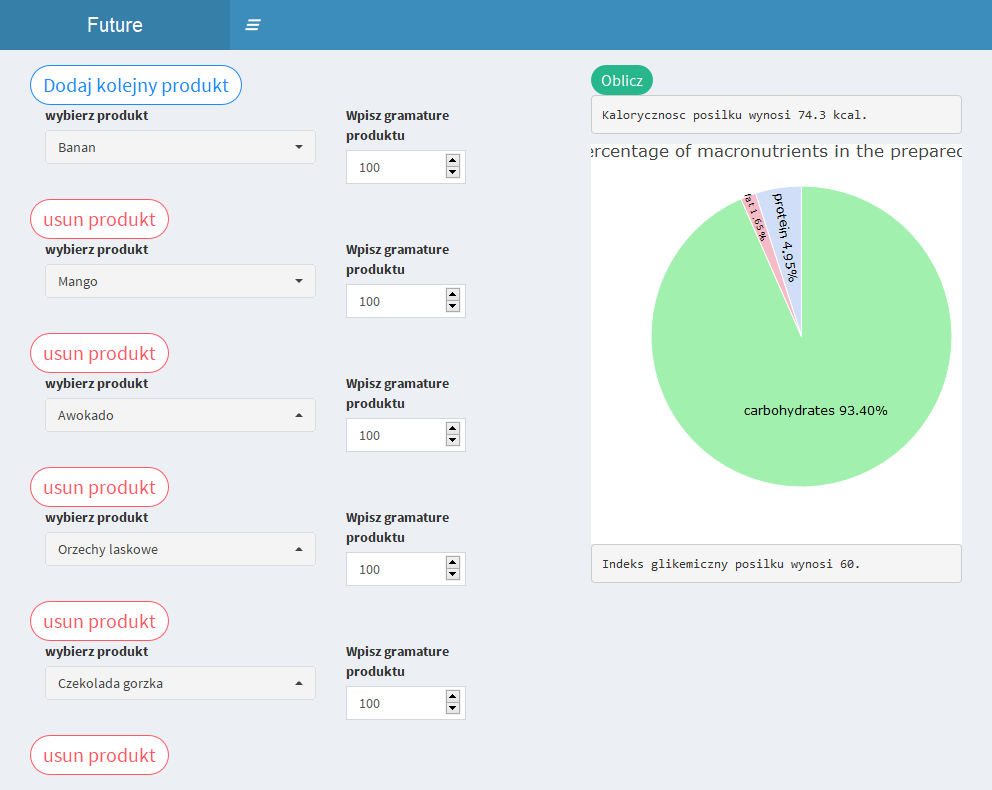 Future
Dodaj kolejny produkt
wybierz produkt
Wpisz gramature
produktu
Banan
100
usun produkt
wybierz produkt
Wpisz gramature
produktu
Mango
100
usun produkt
wybierz produkt
Wpisz gramature
produktu
Awokado
100
usun produkt
wybierz produkt
Wpisz gramature
produktu
Orzechy laskowe
100
usun produkt
wybierz produkt
Wpisz gramature
produktu
Czekolada gorzka
100
usun produkt
Oblicz
Kalorycznosc posilku wynosi 74.3 kcal.
ercentage of macronutrients in the prepared
fat 1.65%
protein 4.95%
carbohydrates 93.40%
Indeks glikemiczny posilku wynosi 60.